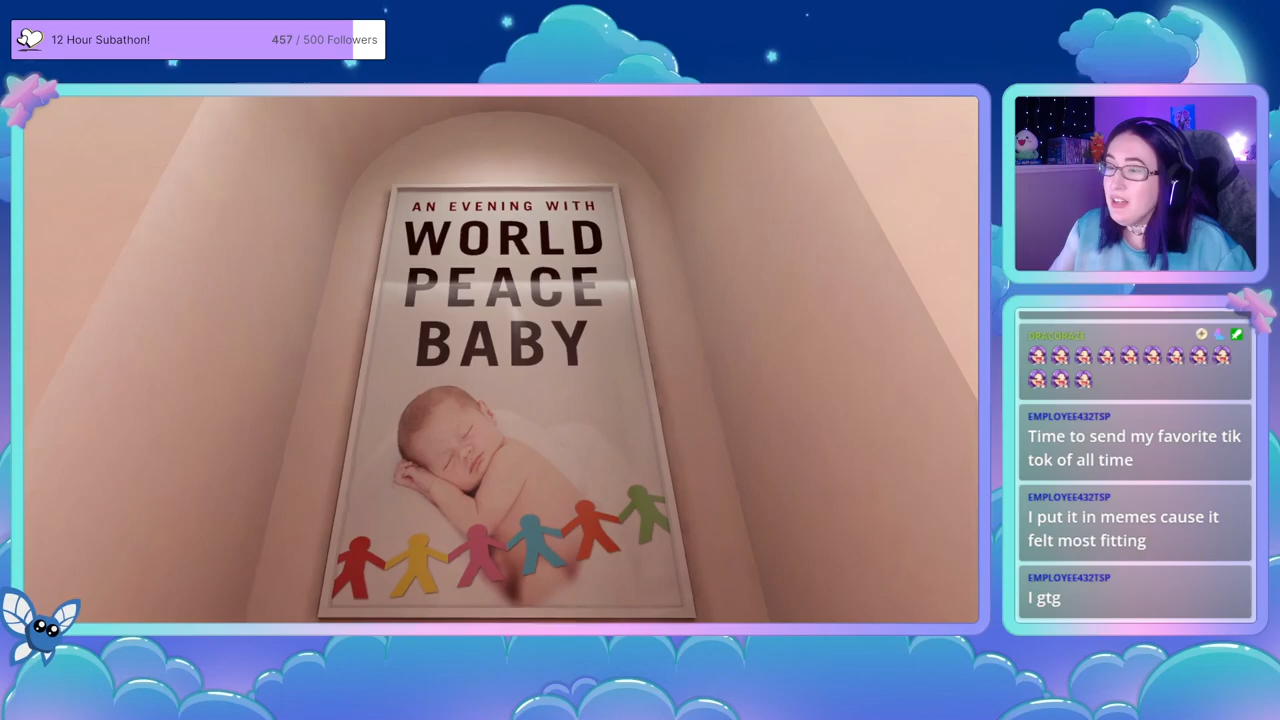 12 Hour Subathon!
457 / 500 Followers
AN EVENING WITH
WORLD
PEACE
BABY
DRACORAZE
EMPLOYEE432TSP
Time to send my favorite tik
tok of all time
EMPLOYEE432TSP
I put it in memes cause it
felt most fitting
EMPLOYEE432TSP
I gtg